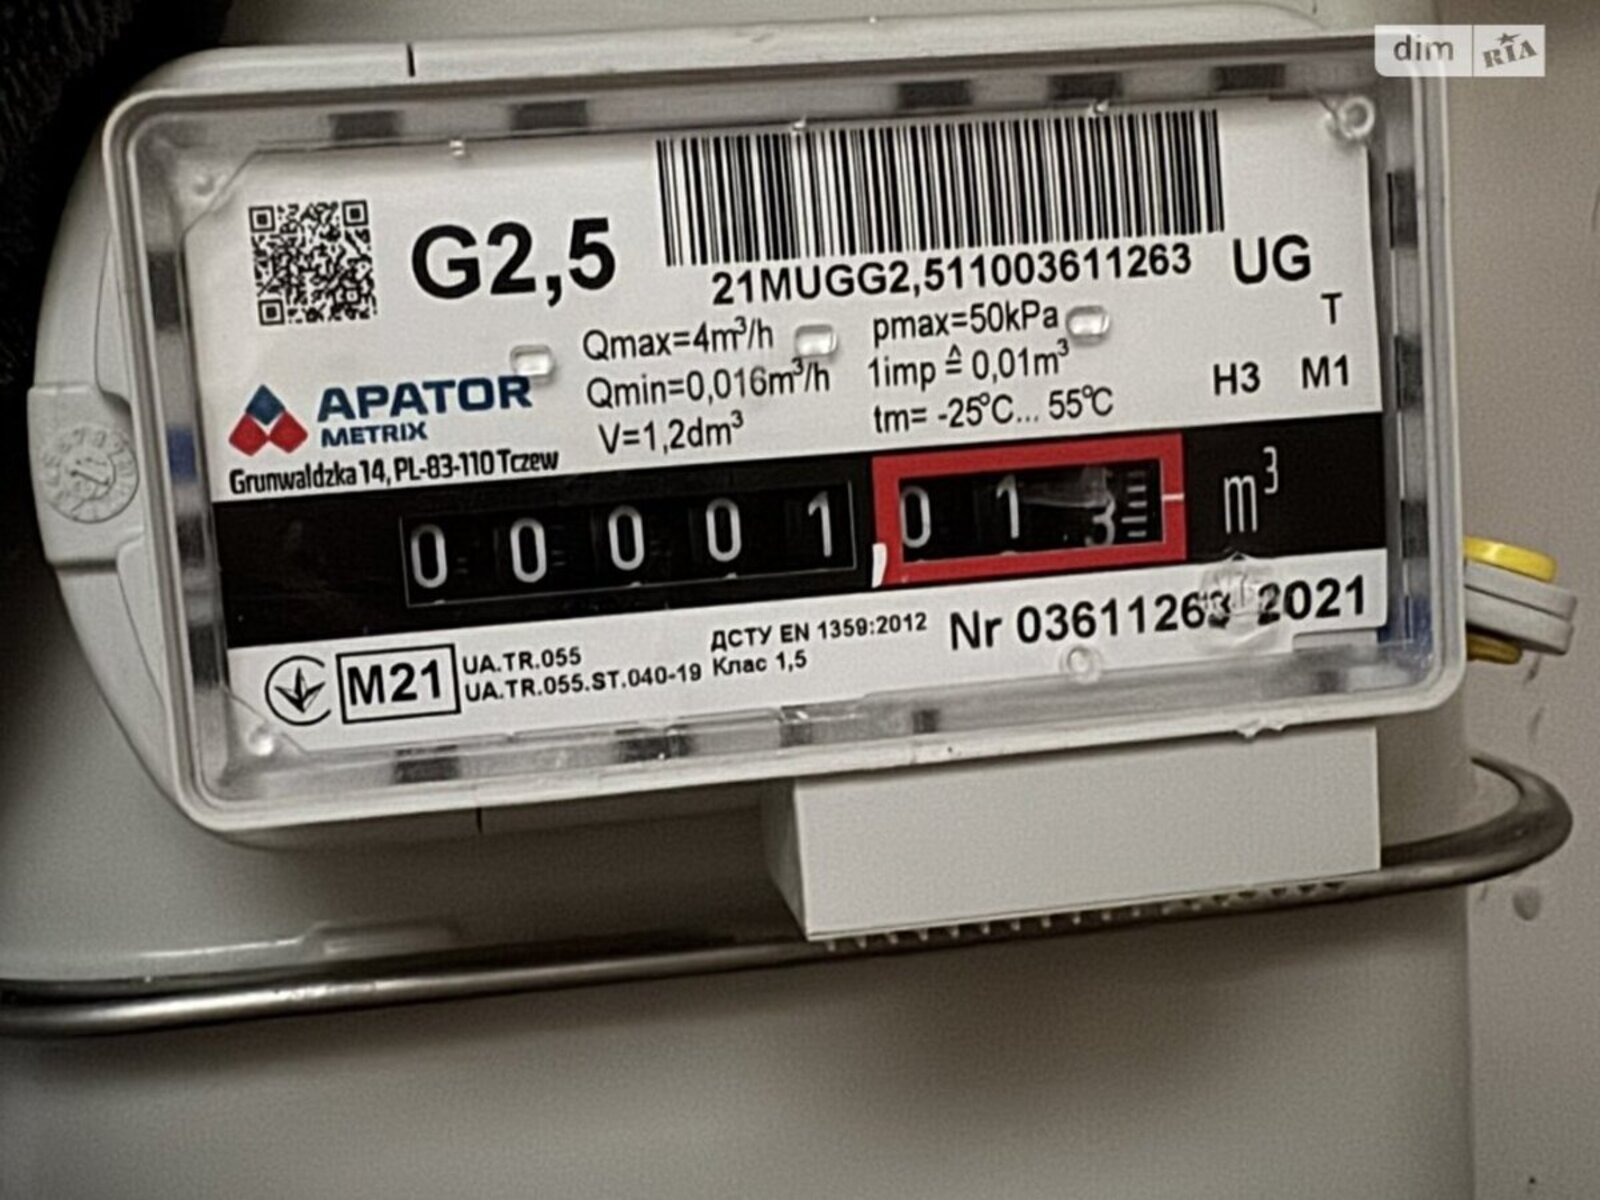 dim RIA
G2,5
21MUGG2,511003611263
UG
T
H3 M1
Qmax=4m³/h
Qmin=0,016m³/h
V=1,2dm³
pmax=50kPa
1imp ≙ 0,01m³
tm= -25°C... 55°C
APATOR
METRIX
Grunwaldzka 14, PL-83-110 Tczew
0 0 0 0 1 0 1 3 m³
M21
UA.TR.055
UA.TR.055.ST.040-19
ДСТУ EN 1359:2012
Клас 1,5
Nr 03611263 2021